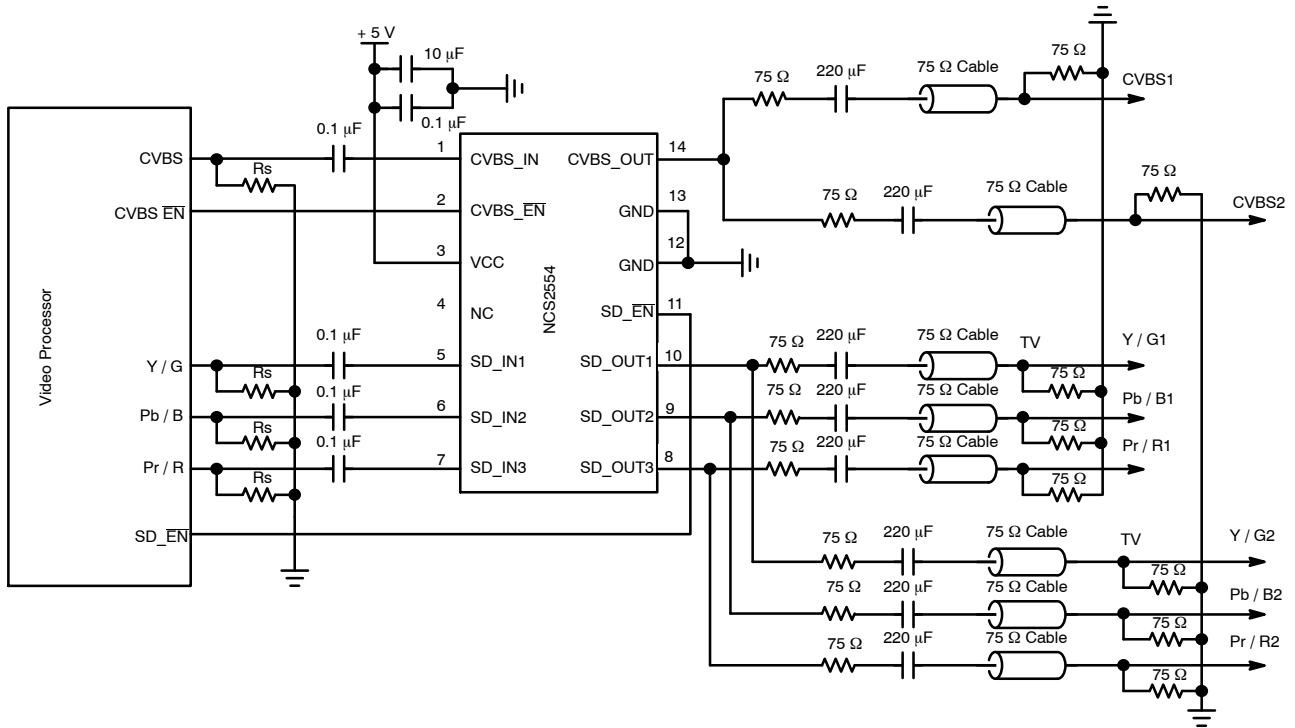 + 5 V
10 μF
0.1 μF
75 Ω
220 μF
75 Ω Cable
75 Ω
CVBS1
Video Processor
CVBS
Rs
0.1 μF
1
CVBS_IN
CVBS_OUT
14
CVBS EN
2
CVBS_EN
GND
13
75 Ω
220 μF
75 Ω Cable
75 Ω
CVBS2
3
VCC
GND
12
NCS2554
4
NC
SD_EN
11
Y / G
Rs
0.1 μF
5
SD_IN1
SD_OUT1
10
75 Ω
220 μF
75 Ω Cable
TV
75 Ω
Y / G1
Pb / B
Rs
0.1 μF
6
SD_IN2
SD_OUT2
9
75 Ω
220 μF
75 Ω Cable
75 Ω
Pb / B1
Pr / R
Rs
0.1 μF
7
SD_IN3
SD_OUT3
8
75 Ω
220 μF
75 Ω Cable
75 Ω
Pr / R1
SD_EN
75 Ω
220 μF
75 Ω Cable
TV
75 Ω
Y / G2
75 Ω
220 μF
75 Ω Cable
75 Ω
Pb / B2
75 Ω
220 μF
75 Ω Cable
75 Ω
Pr / R2